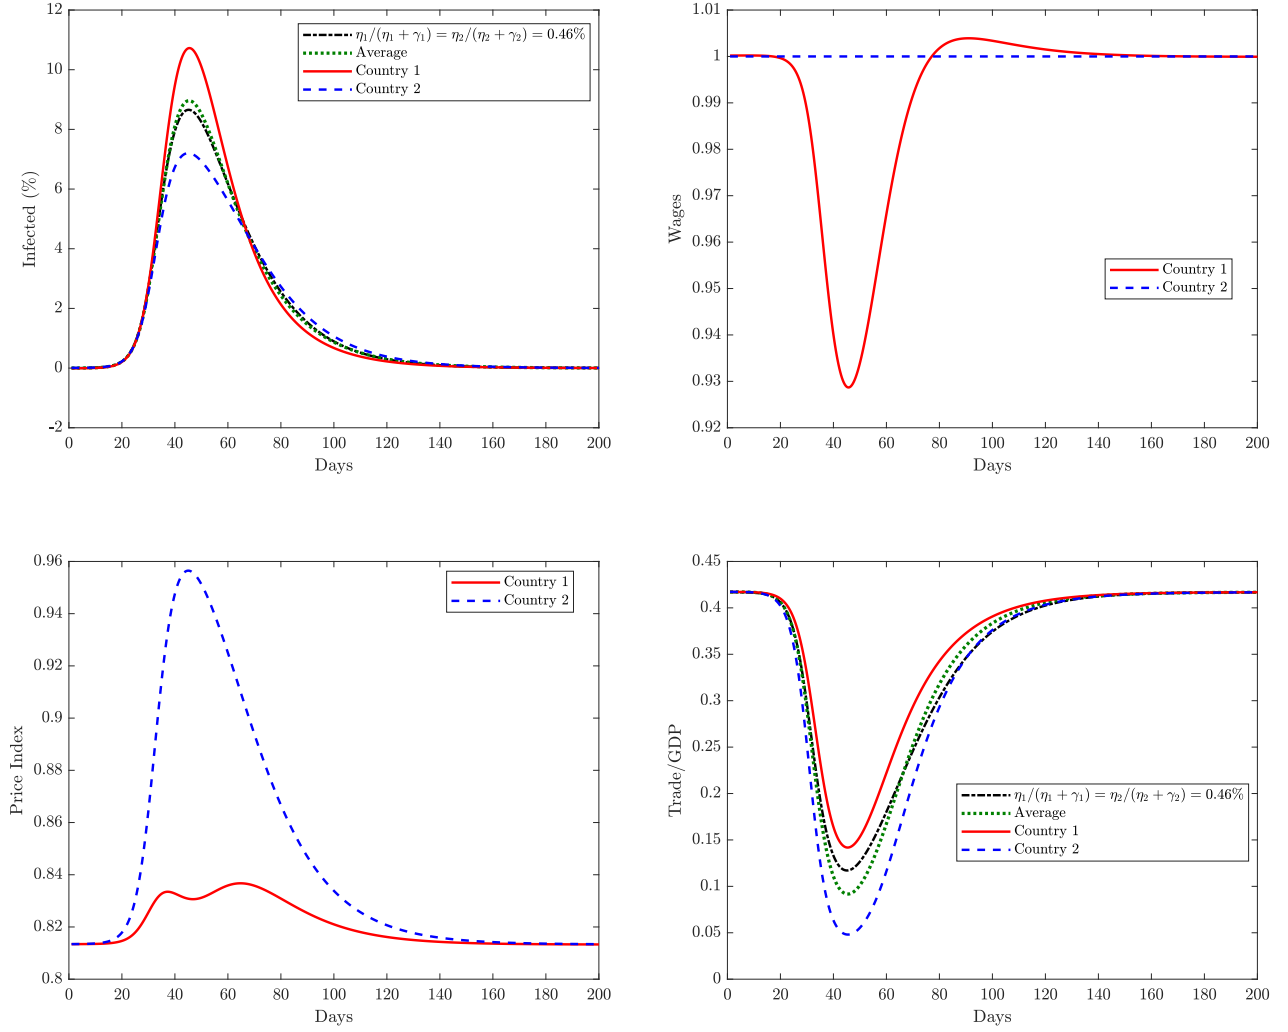 η₁/(η₁ + γ₁) = η₂/(η₂ + γ₂) = 0.46%
Average
Country 1
Country 2
Infected (%)
12
10
8
6
4
2
0
-2
0 20 40 60 80 100 120 140 160 180 200
Days
Wages
1.01
1
0.99
0.98
0.97
0.96
0.95
0.94
0.93
0.92
Country 1
Country 2
0 20 40 60 80 100 120 140 160 180 200
Days
Price Index
0.96
0.94
0.92
0.9
0.88
0.86
0.84
0.82
0.8
Country 1
Country 2
0 20 40 60 80 100 120 140 160 180 200
Days
Trade/GDP
0.45
0.4
0.35
0.3
0.25
0.2
0.15
0.1
0.05
0
η₁/(η₁ + γ₁) = η₂/(η₂ + γ₂) = 0.46%
Average
Country 1
Country 2
0 20 40 60 80 100 120 140 160 180 200
Days